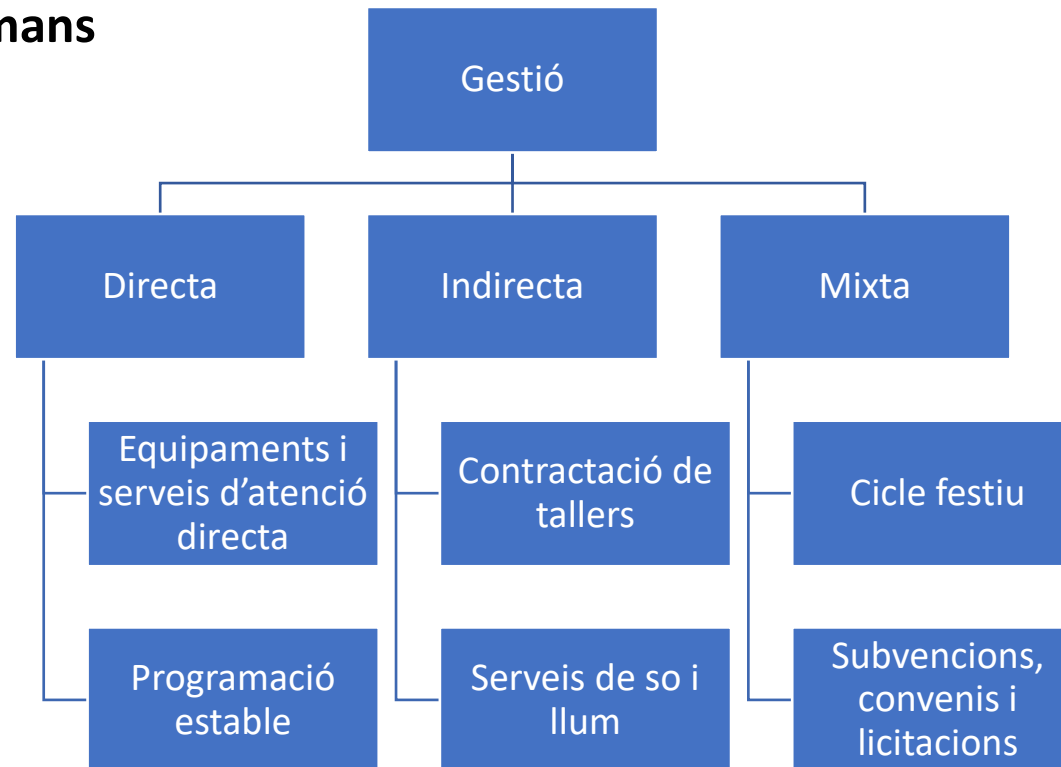 mans
Gestió
Directa
Indirecta
Mixta
Equipaments i
serveis d’atenció
directa
Contractació de
tallers
Cicle festiu
Programació
estable
Serveis de so i
llum
Subvencions,
convenis i
licitacions